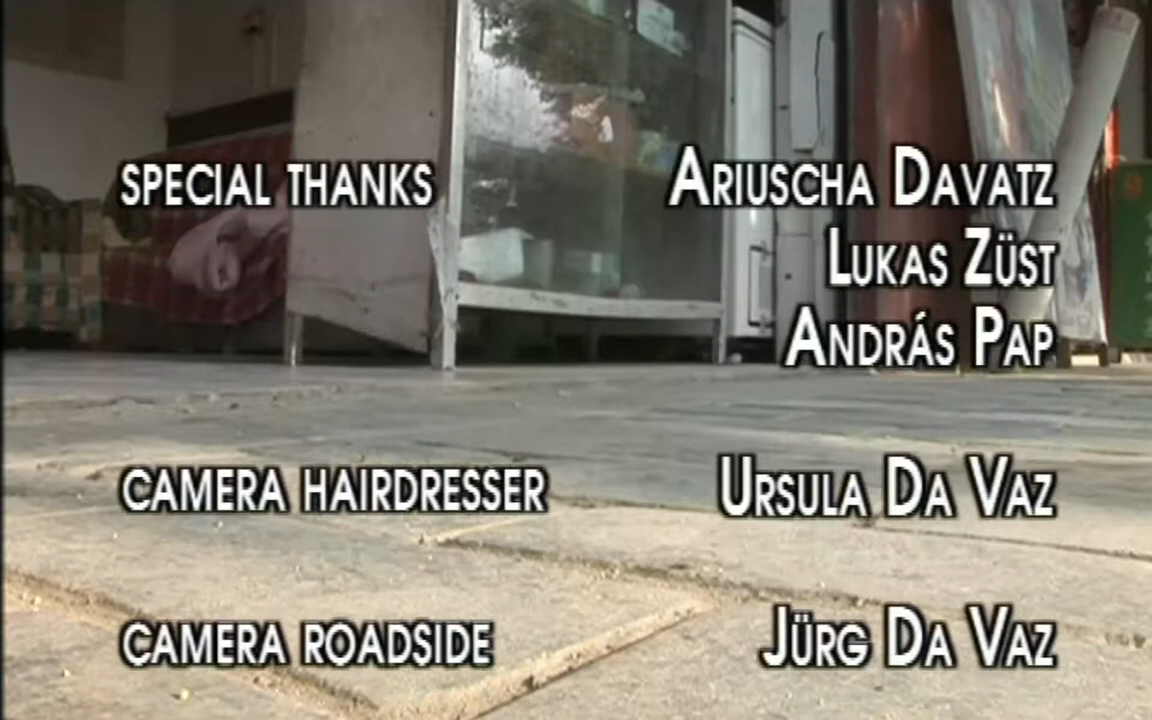 SPECIAL THANKS ARIUSCHA DAVATZ
LUKAS ZÜST
ANDRÁS PAP
CAMERA HAIRDRESSER URSULA DA VAZ
CAMERA ROADSIDE JÜRG DA VAZ